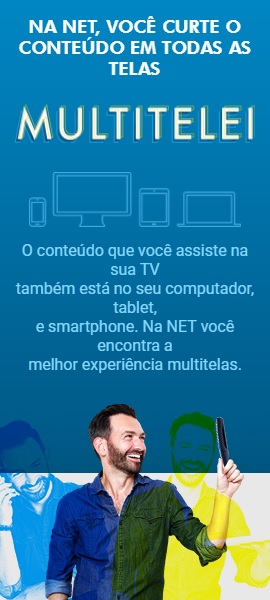 NA NET, VOCÊ CURTE O
CONTEÚDO EM TODAS AS
TELAS
MULTITELEI
O conteúdo que você assiste na
sua TV
também está no seu computador,
tablet,
e smartphone. Na NET você
encontra a
melhor experiência multitelas.